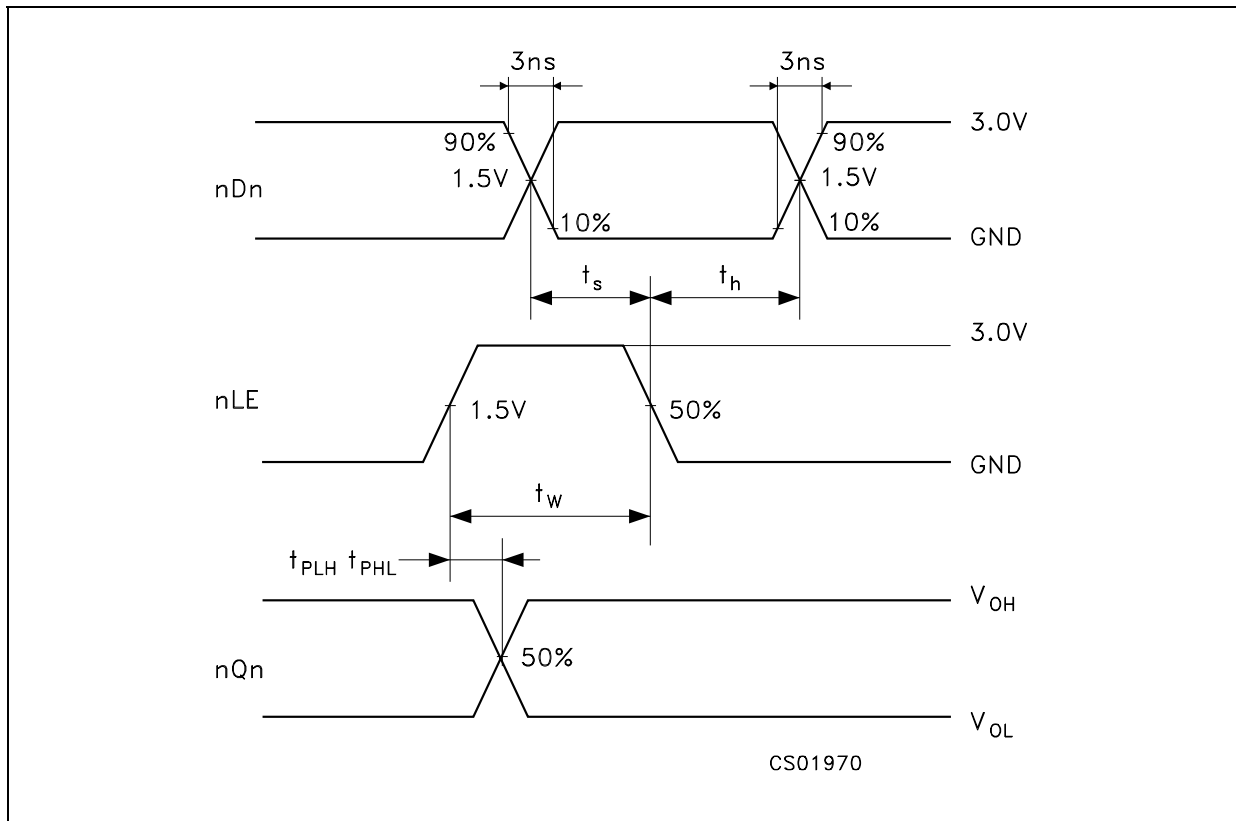 3ns 3ns
3.0V
90% 90%
nDn 1.5V 1.5V
10% 10%
GND
ts th
3.0V
nLE 1.5V 50%
GND
tW
tPLH tPHL
VOH
nQn 50%
VOL
CS01970